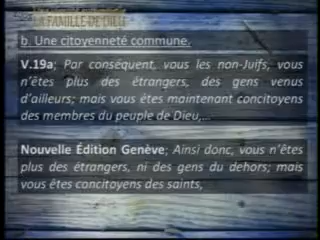 LA FAMILLE DE DIEU
b. Une citoyenneté commune.
V.19a; Par conséquent, vous les non-Juifs, vous
n'êtes plus des étrangers, des gens venus
d'ailleurs; mais vous êtes maintenant concitoyens
des membres du peuple de Dieu,...
Nouvelle Édition Genève; Ainsi donc, vous n'êtes
plus des étrangers, ni des gens du dehors; mais
vous êtes concitoyens des saints,